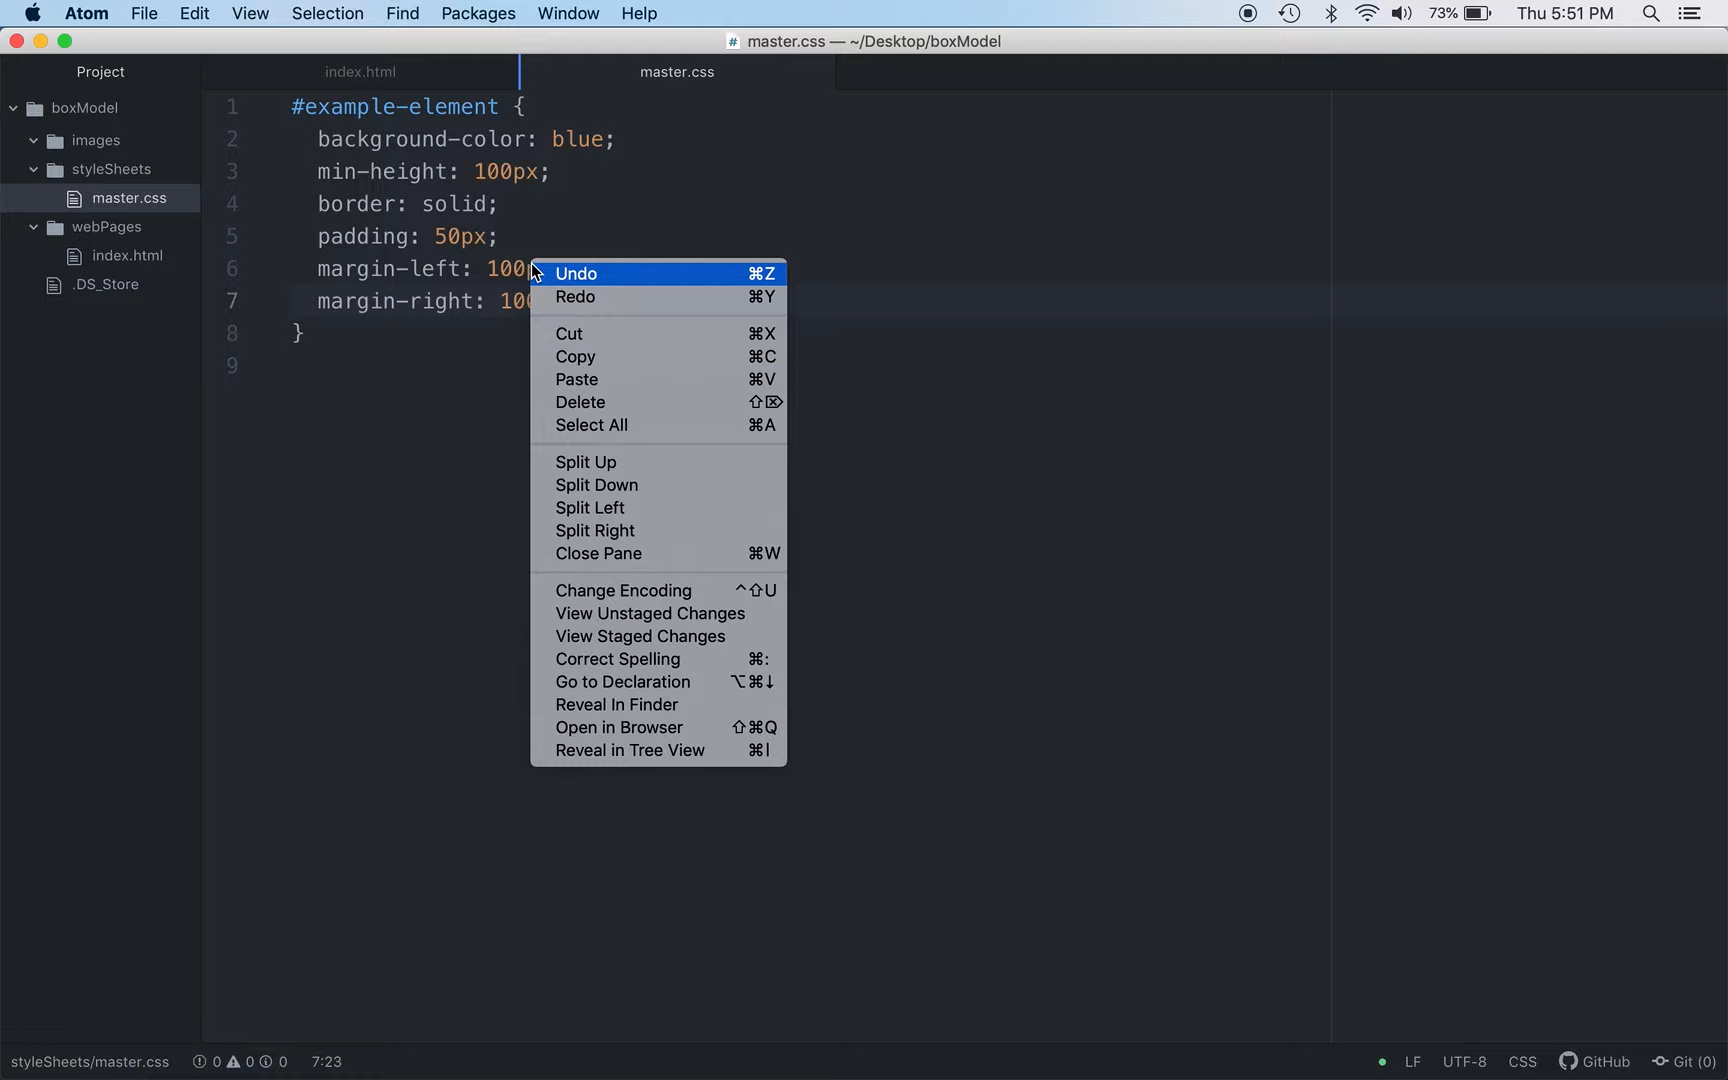 Atom File Edit View Selection Find Packages Window Help 73% Thu 5:51 PM
# master.css — ~/Desktop/boxModel
Project index.html master.css
boxModel
images
styleSheets
master.css
webPages
index.html
.DS_Store
1 #example-element {
2 background-color: blue;
3 min-height: 100px;
4 border: solid;
5 padding: 50px;
6 margin-left: 100
7 margin-right: 100
8 }
9
Undo ⌘Z
Redo ⌘Y
Cut ⌘X
Copy ⌘C
Paste ⌘V
Delete ⇧⌦
Select All ⌘A
Split Up
Split Down
Split Left
Split Right
Close Pane ⌘W
Change Encoding ^⇧U
View Unstaged Changes
View Staged Changes
Correct Spelling ⌘:
Go to Declaration ⌥⌘↓
Reveal In Finder
Open in Browser ⇧⌘Q
Reveal in Tree View ⌘|
styleSheets/master.css 0 0 0 7:23 LF UTF-8 CSS GitHub Git (0)